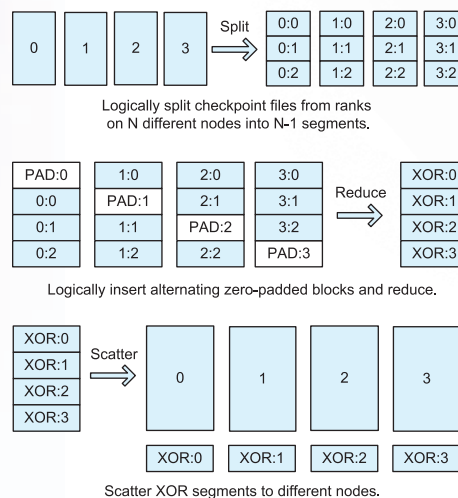 0 1 2 3
Split
0:0 1:0 2:0 3:0
0:1 1:1 2:1 3:1
0:2 1:2 2:2 3:2
Logically split checkpoint files from ranks
on N different nodes into N-1 segments.
PAD:0 1:0 2:0 3:0
0:0 PAD:1 2:1 3:1
0:1 1:1 PAD:2 3:2
0:2 1:2 2:2 PAD:3
Reduce
XOR:0
XOR:1
XOR:2
XOR:3
Logically insert alternating zero-padded blocks and reduce.
XOR:0
XOR:1
XOR:2
XOR:3
Scatter
0 1 2 3
XOR:0 XOR:1 XOR:2 XOR:3
Scatter XOR segments to different nodes.